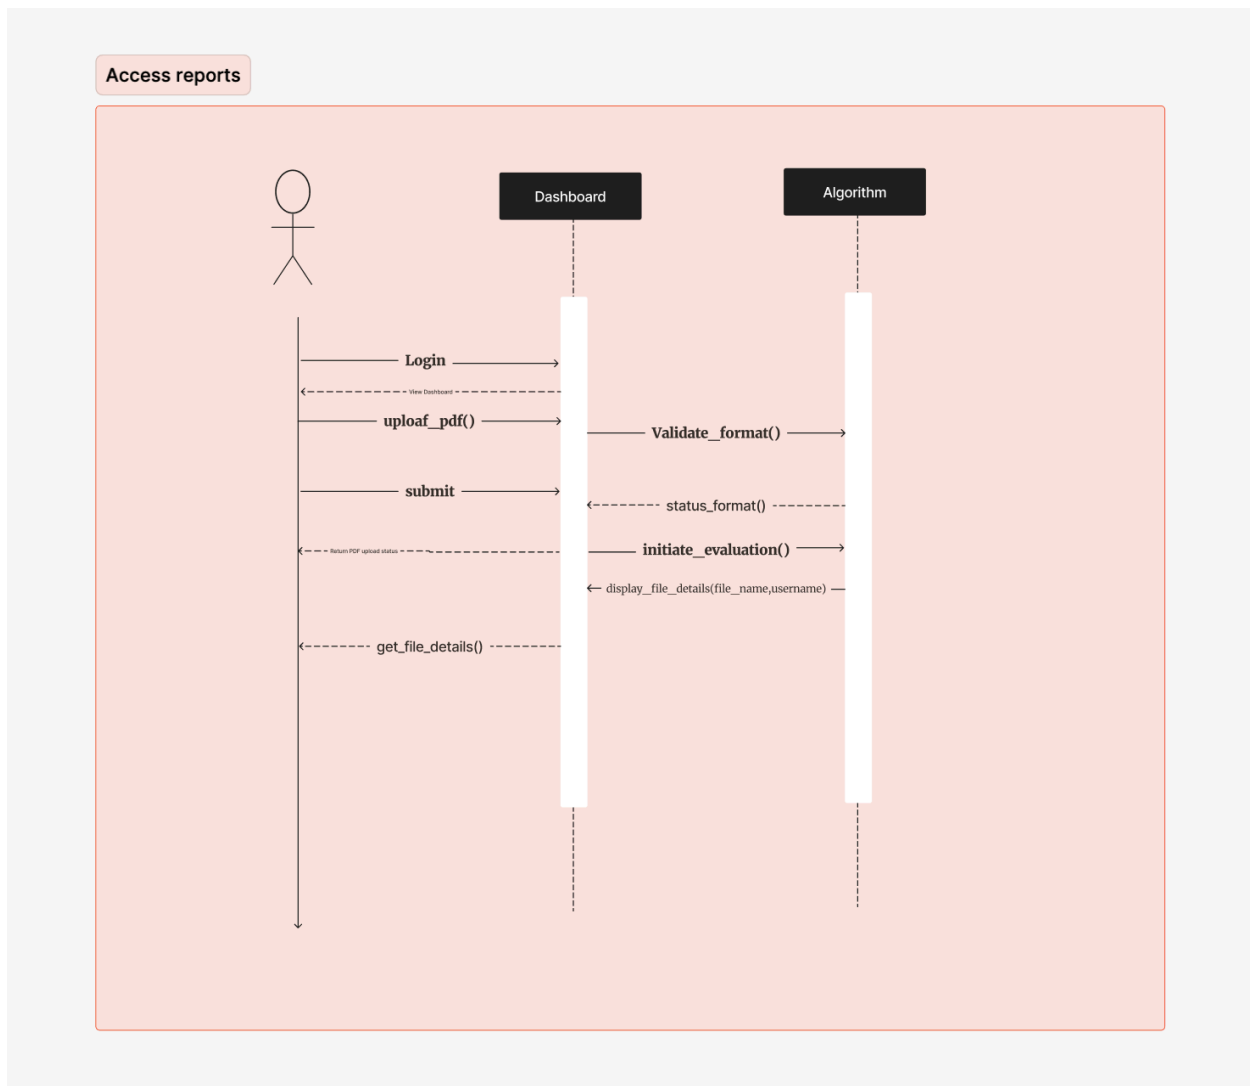 Access reports
Dashboard
Algorithm
Login
View Dashboard
uploaf_pdf()
Validate_format()
submit
status_format()
Return PDF upload status
initiate_evaluation()
display_file_details(file_name,username)
get_file_details()